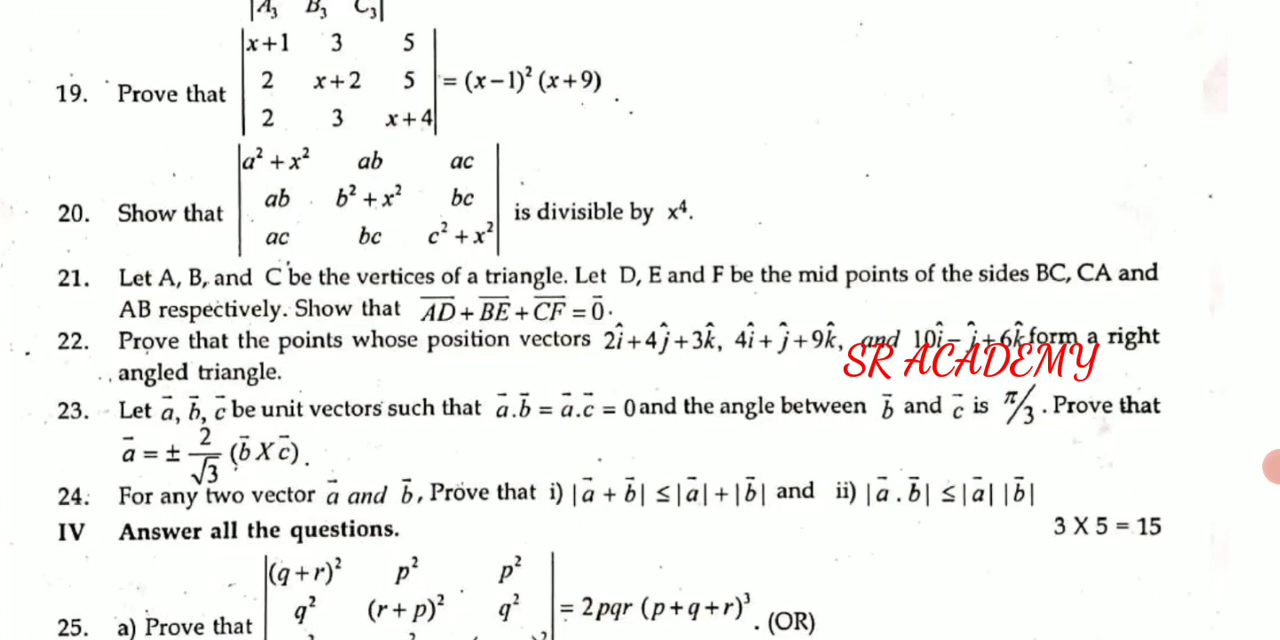 |A₃ B₃ C₃|
|x+1 3 5|
19. Prove that |2 x+2 5| = (x−1)² (x+9).
|2 3 x+4|
|a² + x² ab ac|
20. Show that |ab b² + x² bc| is divisible by x⁴.
|ac bc c² + x²|
21. Let A, B, and C be the vertices of a triangle. Let D, E and F be the mid points of the sides BC, CA and
AB respectively. Show that A̅D̅ + B̅E̅ + C̅F̅ = 0̄.
22. Prove that the points whose position vectors 2î+4ĵ+3k̂, 4î+ĵ+9k̂, and 10î−ĵ+6k̂ form a right
SR ACADEMY
angled triangle.
23. Let ā, b̄, c̄ be unit vectors such that ā.b̄ = ā.c̄ = 0 and the angle between b̄ and c̄ is π/3. Prove that
ā = ± 2/√3 (b̄ X c̄).
24. For any two vector ā and b̄, Prove that i) |ā + b̄| ≤ |ā| + |b̄| and ii) |ā . b̄| ≤ |ā| |b̄|
IV Answer all the questions. 3 X 5 = 15
|(q+r)² p² p²|
25. a) Prove that |q² (r+p)² q²| = 2pqr (p+q+r)³. (OR)